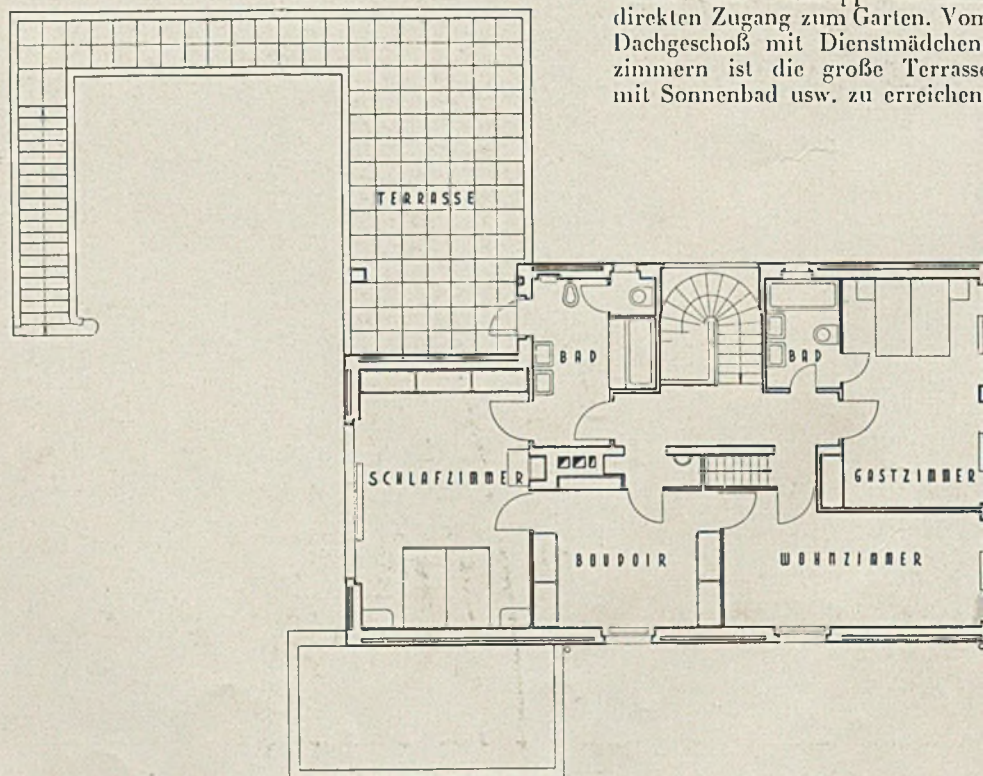 direkten Zugang zum Garten. Vom
Dachgeschoß mit Dienstmädchen
zimmern ist die große Terrasse
mit Sonnenbad usw. zu erreichen
TERRASSE
BAD
BAD
SCHLAFZIMMER
GASTZIMMER
BOUDOIR
WOHNZIMMER